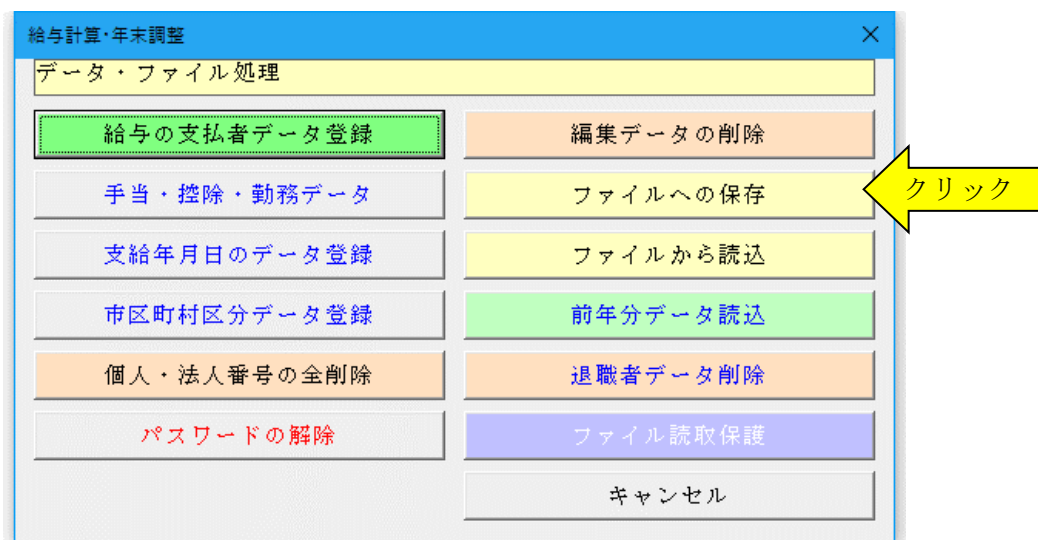 給与計算・年末調整
データ・ファイル処理
給与の支払者データ登録
編集データの削除
手当・控除・勤務データ
ファイルへの保存
クリック
支給年月日のデータ登録
ファイルから読込
市区町村区分データ登録
前年分データ読込
個人・法人番号の全削除
退職者データ削除
パスワードの解除
ファイル読取保護
キャンセル